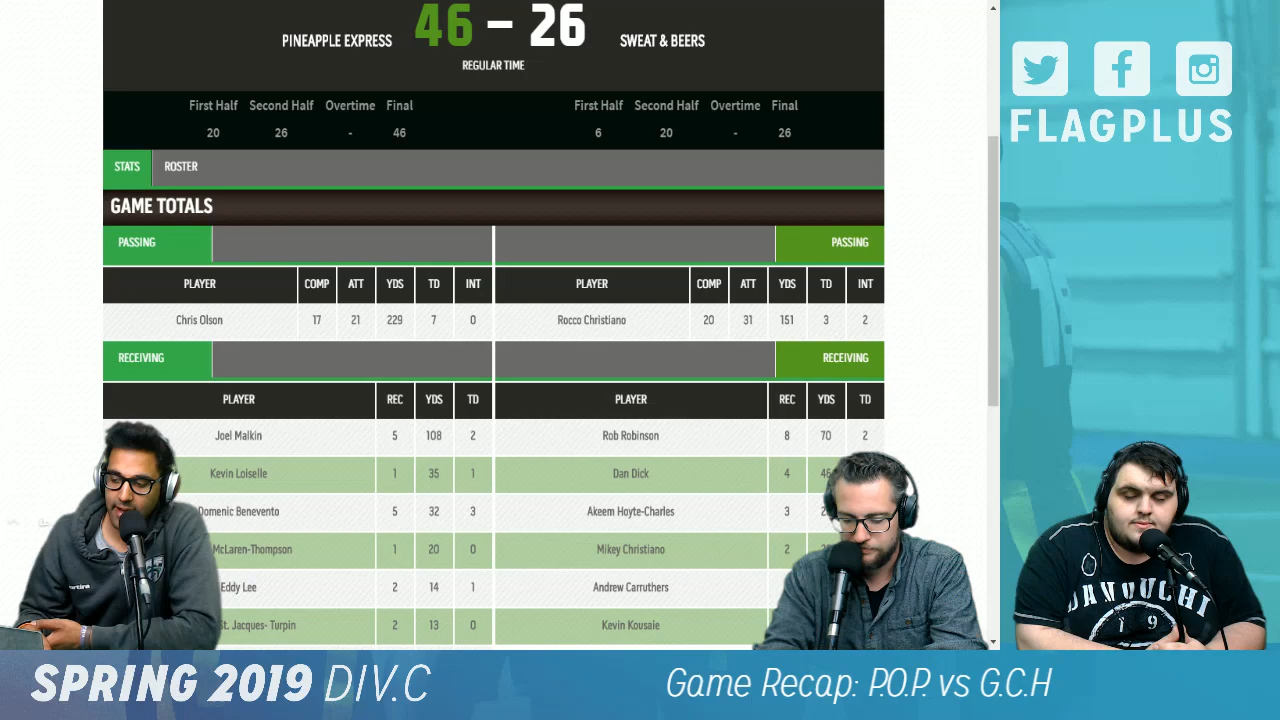 46 – 26
PINEAPPLE EXPRESS
SWEAT & BEERS
REGULAR TIME
First Half Second Half Overtime Final
20 26 - 46
First Half Second Half Overtime Final
6 20 - 26
STATS ROSTER
GAME TOTALS
PASSING
PASSING
PLAYER COMP ATT YDS TD INT
PLAYER COMP ATT YDS TD INT
Chris Olson 17 21 229 7 0
Rocco Christiano 20 31 151 3 2
RECEIVING
RECEIVING
PLAYER REC YDS TD
PLAYER REC YDS TD
Joel Malkin 5 108 2
Rob Robinson 8 70 2
Kevin Loiselle 1 35 1
Dan Dick 4
Domenic Benevento 5 32 3
Akeem Hoyte-Charles 3
McLaren-Thompson 1 20 0
Mikey Christiano 2
Eddy Lee 2 14 1
Andrew Carruthers
St. Jacques- Turpin 2 13 0
Kevin Kousaie
FLAGPLUS
DANOUCHI
1 9
SPRING 2019 DIV.C
Game Recap: P.O.P. vs G.C.H